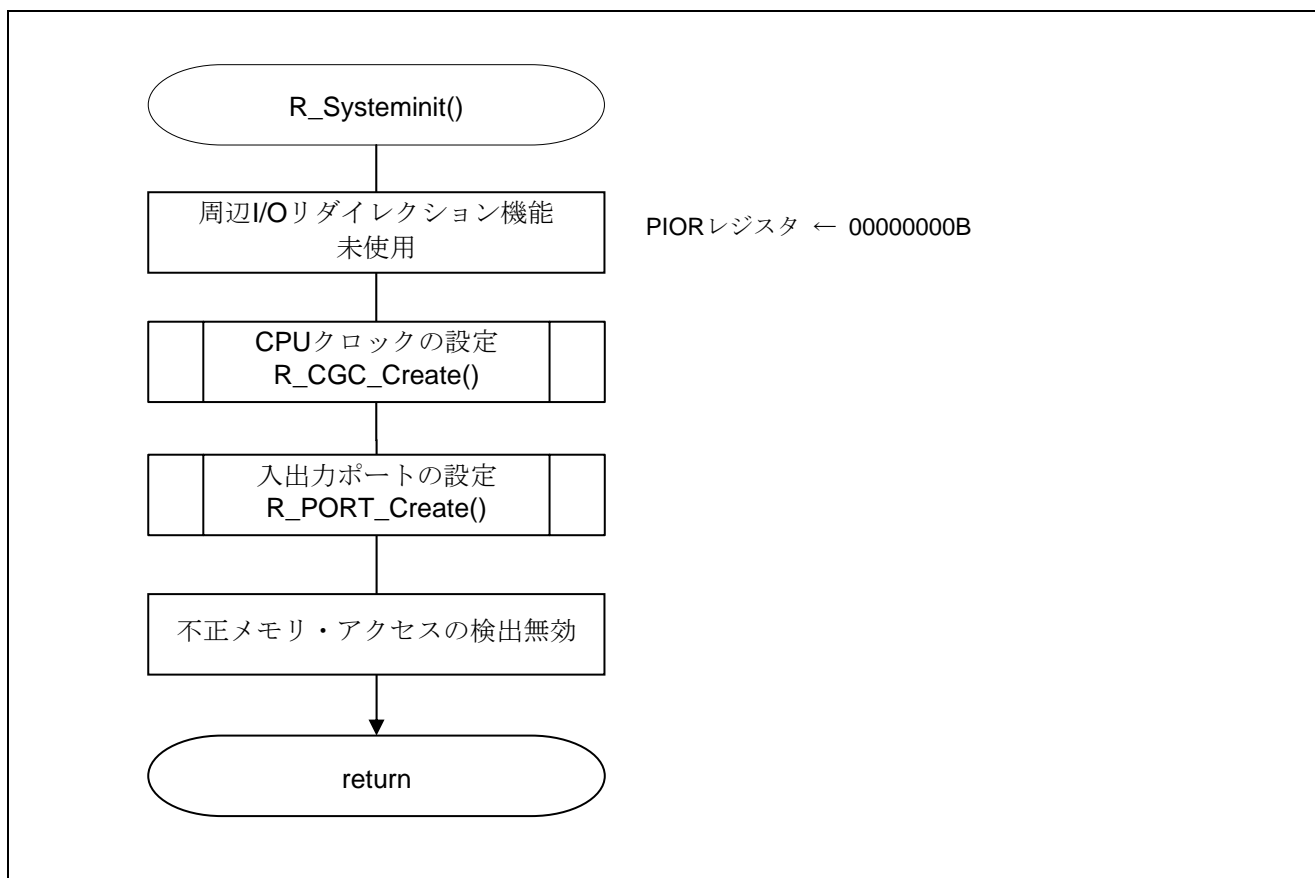 R_Systeminit()
周辺I/Oリダイレクション機能
未使用
PIORレジスタ ← 00000000B
CPUクロックの設定
R_CGC_Create()
入出力ポートの設定
R_PORT_Create()
不正メモリ・アクセスの検出無効
return